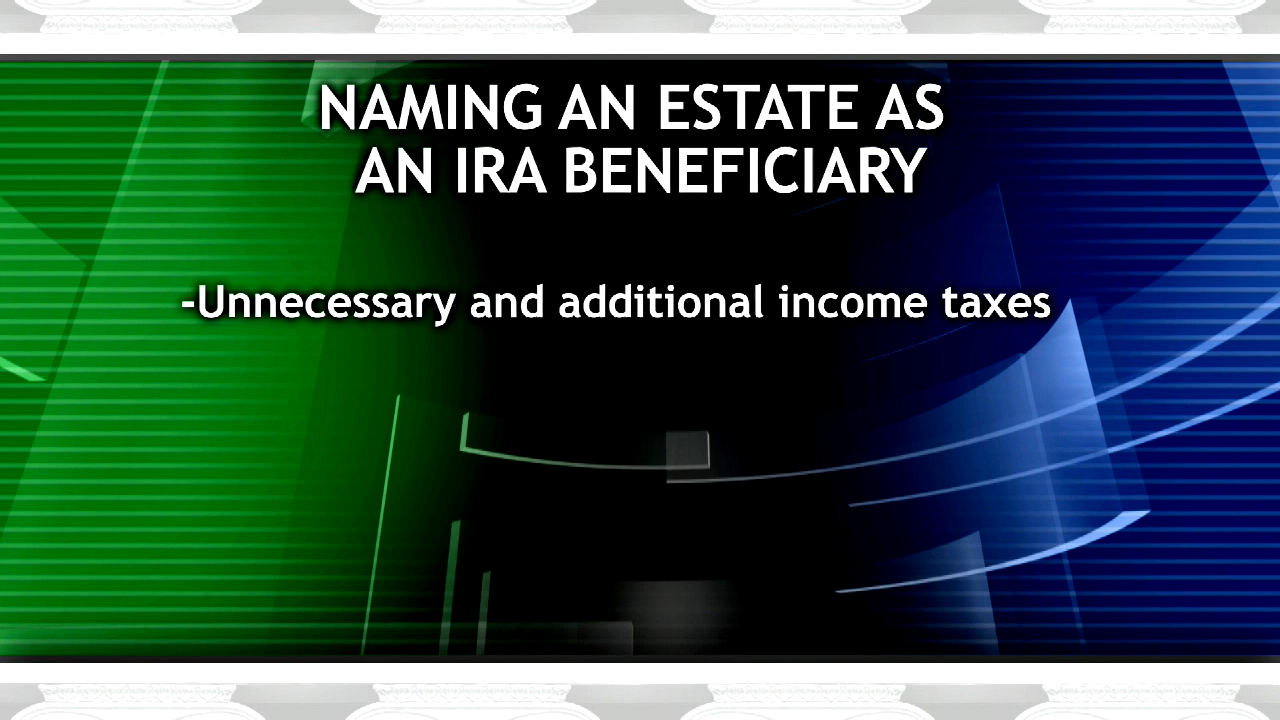 NAMING AN ESTATE AS
AN IRA BENEFICIARY
-Unnecessary and additional income taxes